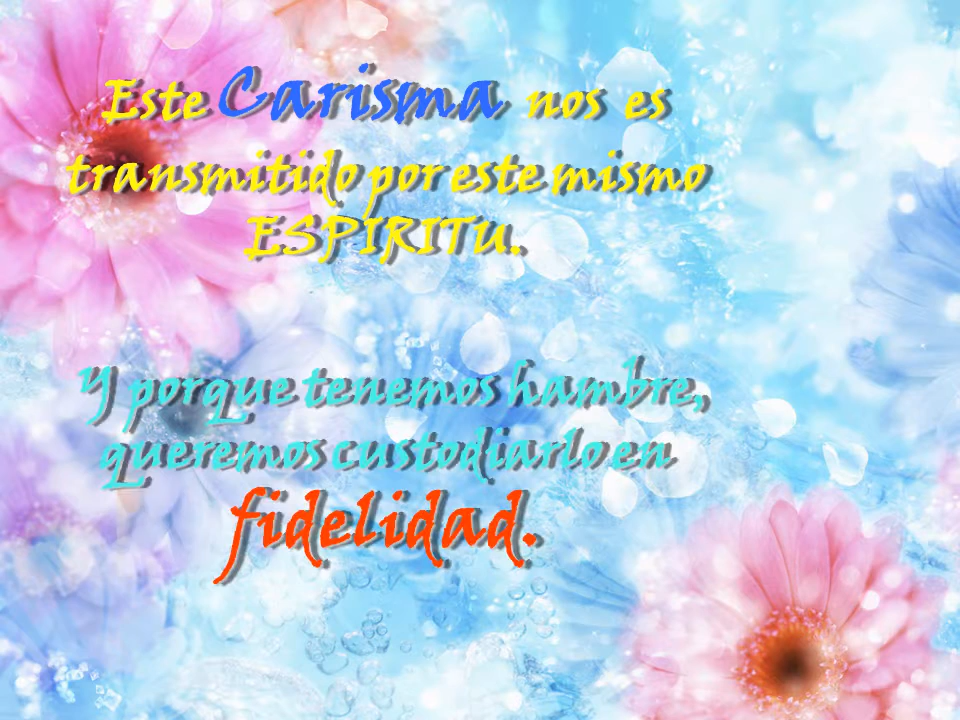 Este Carisma nos es
transmitido por este mismo
ESPIRITU.
Y porque tenemos hambre,
queremos custodiarlo en
fidelidad.